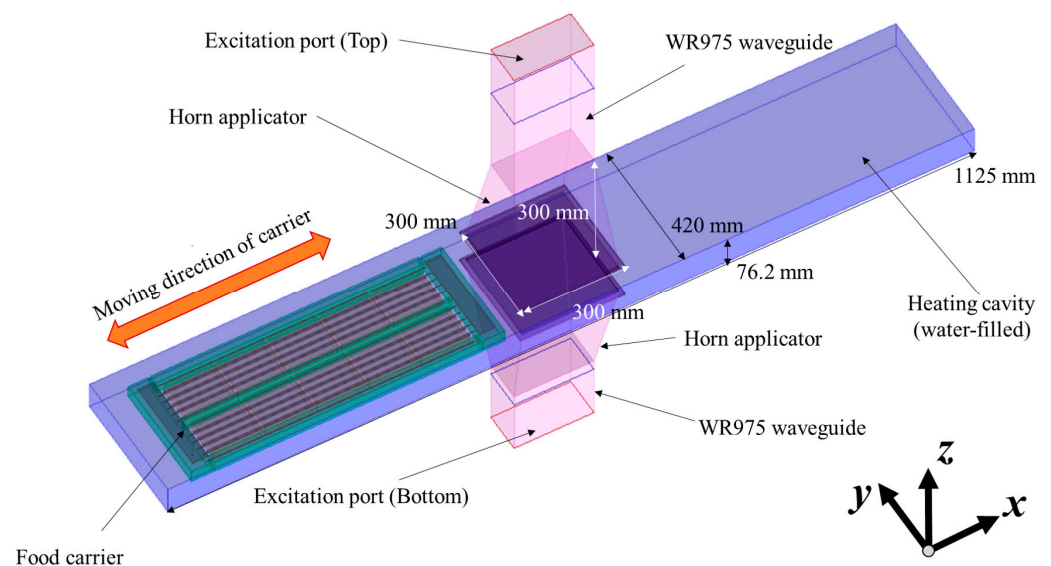 Excitation port (Top)
WR975 waveguide
Horn applicator
1125 mm
300 mm
300 mm
420 mm
Moving direction of carrier
76.2 mm
300 mm
Heating cavity
(water-filled)
Horn applicator
WR975 waveguide
Excitation port (Bottom)
Food carrier
z
y
x